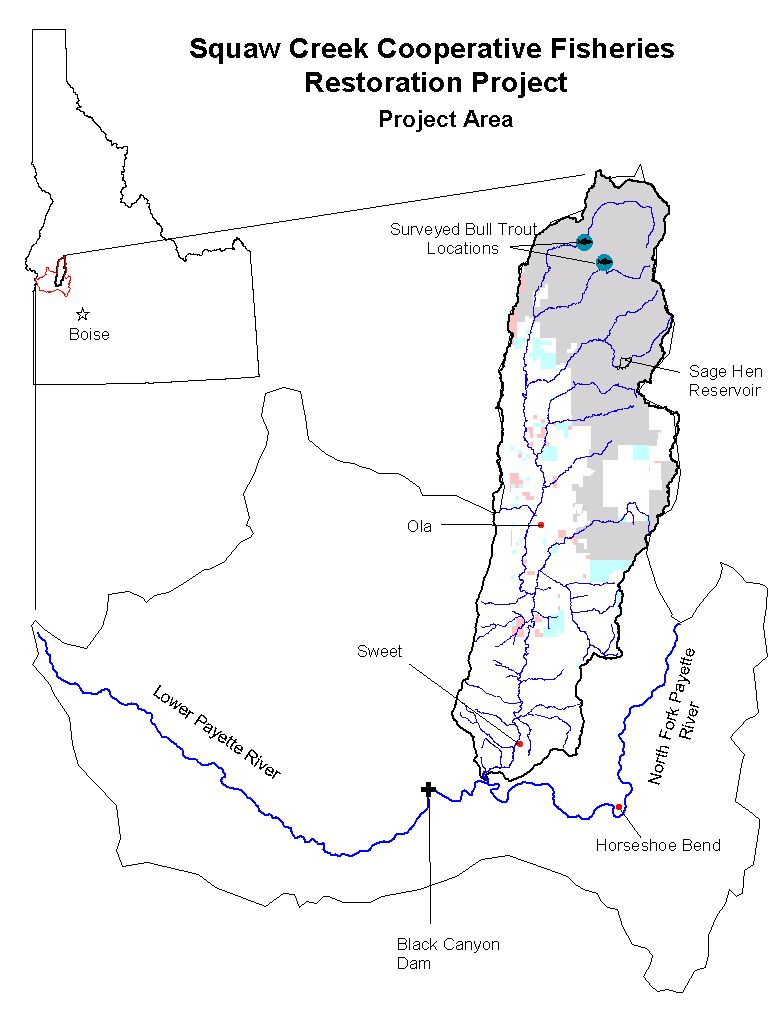 Squaw Creek Cooperative Fisheries
Restoration Project
Project Area
Surveyed Bull Trout
Locations
Boise
Sage Hen
Reservoir
Ola
Sweet
Lower Payette River
North Fork Payette
River
Horseshoe Bend
Black Canyon
Dam